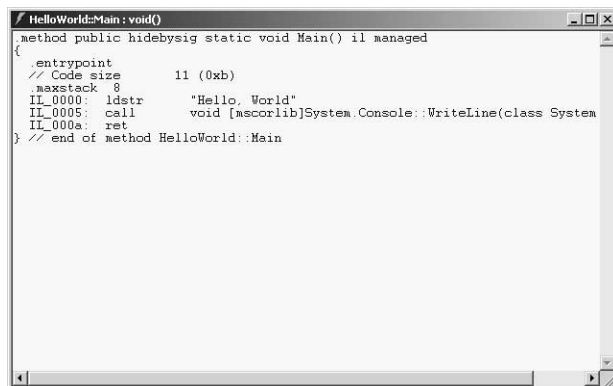 HelloWorld::Main : void()
.method public hidebysig static void Main() il managed
{
  .entrypoint
  // Code size       11 (0xb)
  .maxstack  8
  IL_0000:  ldstr      "Hello, World"
  IL_0005:  call       void [mscorlib]System.Console::WriteLine(class System
  IL_000a:  ret
} // end of method HelloWorld::Main